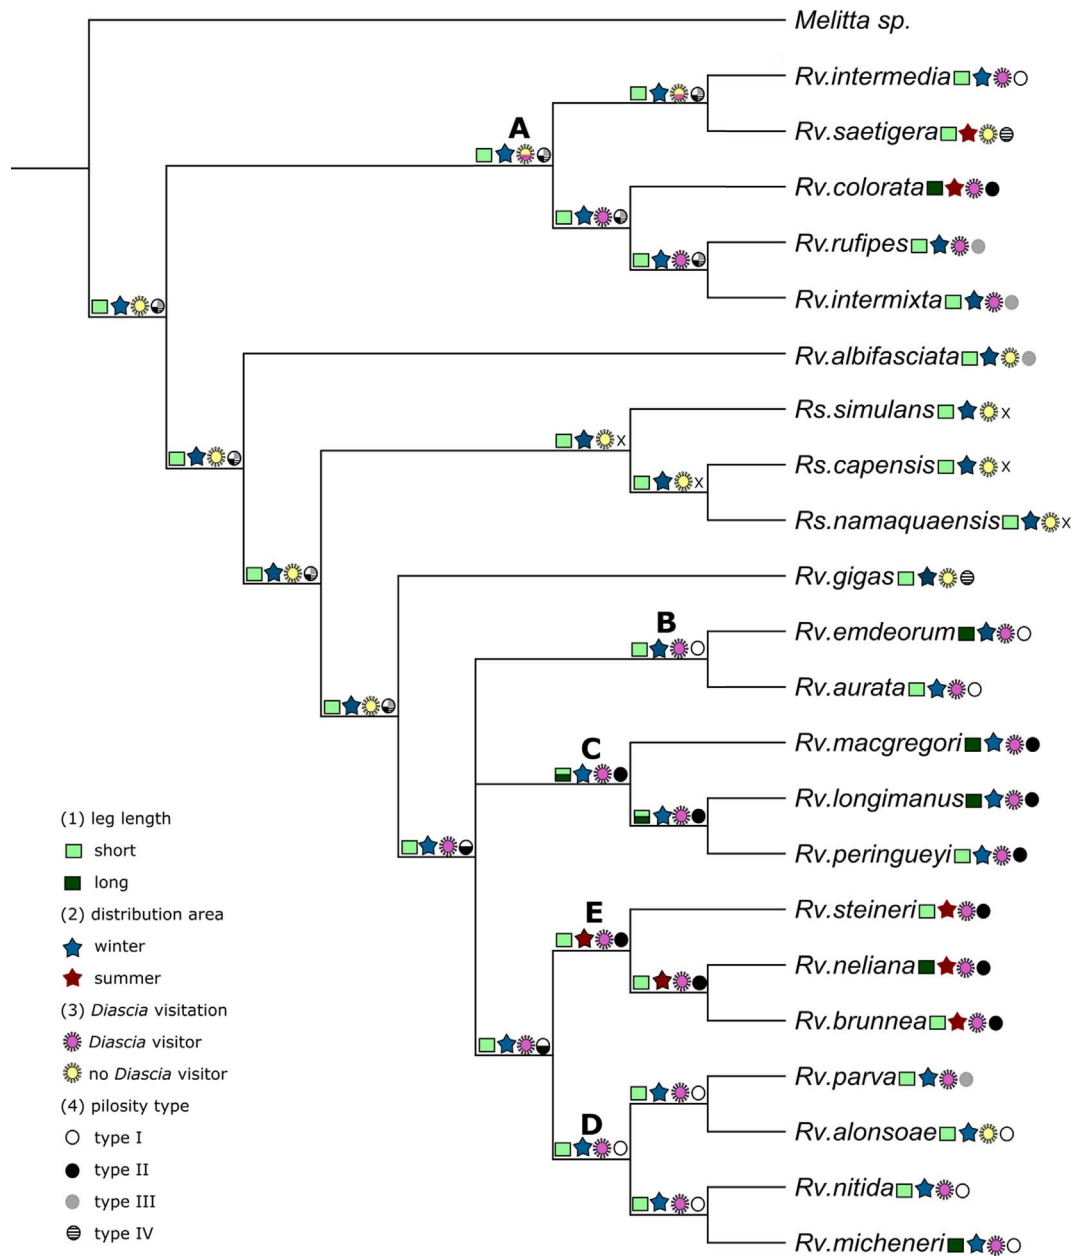 Melitta sp.
Rv.intermedia
A
Rv.saetigera
Rv.colorata
Rv.rufipes
Rv.intermixta
Rv.albifasciata
Rs.simulans x
x
Rs.capensis x
x
Rs.namaquaensis x
Rv.gigas
B
Rv.emdeorum
Rv.aurata
C
Rv.macgregori
Rv.longimanus
Rv.peringueyi
E
Rv.steineri
Rv.neliana
Rv.brunnea
Rv.parva
D
Rv.alonsoae
Rv.nitida
Rv.micheneri
(1) leg length
short
long
(2) distribution area
winter
summer
(3) Diascia visitation
Diascia visitor
no Diascia visitor
(4) pilosity type
type I
type II
type III
type IV